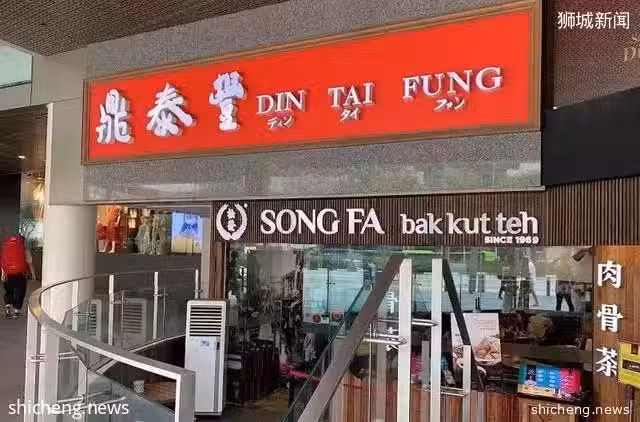 狮城新闻
鼎泰豐 DIN TAI FUNG
ディン タイ フォン
SONG FA bak kut teh
SINCE 1969
肉骨茶
shicheng.news
shicheng.news